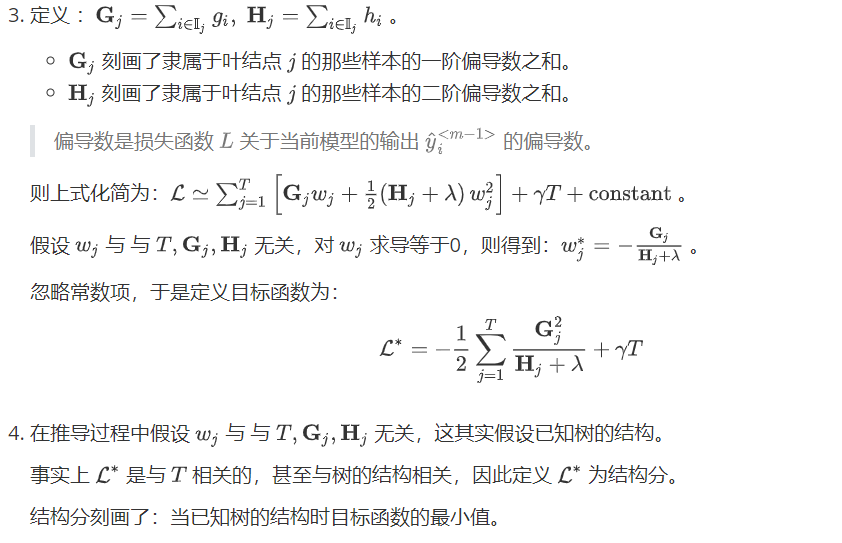 3. 定义： $\mathbf{G}_j = \sum_{i\in\mathbb{I}_j} g_i,\ \mathbf{H}_j = \sum_{i\in\mathbb{I}_j} h_i$ 。
○ $\mathbf{G}_j$ 刻画了隶属于叶结点 $j$ 的那些样本的一阶偏导数之和。
○ $\mathbf{H}_j$ 刻画了隶属于叶结点 $j$ 的那些样本的二阶偏导数之和。
偏导数是损失函数 $L$ 关于当前模型的输出 $\hat{y}_i^{<m-1>}$ 的偏导数。
则上式化简为：$\mathcal{L} \simeq \sum_{j=1}^{T} \left[\mathbf{G}_j w_j + \frac{1}{2}(\mathbf{H}_j + \lambda) w_j^2\right] + \gamma T + \text{constant}$ 。
假设 $w_j$ 与 与 $T, \mathbf{G}_j, \mathbf{H}_j$ 无关，对 $w_j$ 求导等于0，则得到：$w_j^* = -\frac{\mathbf{G}_j}{\mathbf{H}_j+\lambda}$ 。
忽略常数项，于是定义目标函数为：
$\mathcal{L}^* = -\frac{1}{2}\sum_{j=1}^{T} \frac{\mathbf{G}_j^2}{\mathbf{H}_j + \lambda} + \gamma T$
4. 在推导过程中假设 $w_j$ 与 与 $T, \mathbf{G}_j, \mathbf{H}_j$ 无关，这其实假设已知树的结构。
事实上 $\mathcal{L}^*$ 是与 $T$ 相关的，甚至与树的结构相关，因此定义 $\mathcal{L}^*$ 为结构分。
结构分刻画了：当已知树的结构时目标函数的最小值。